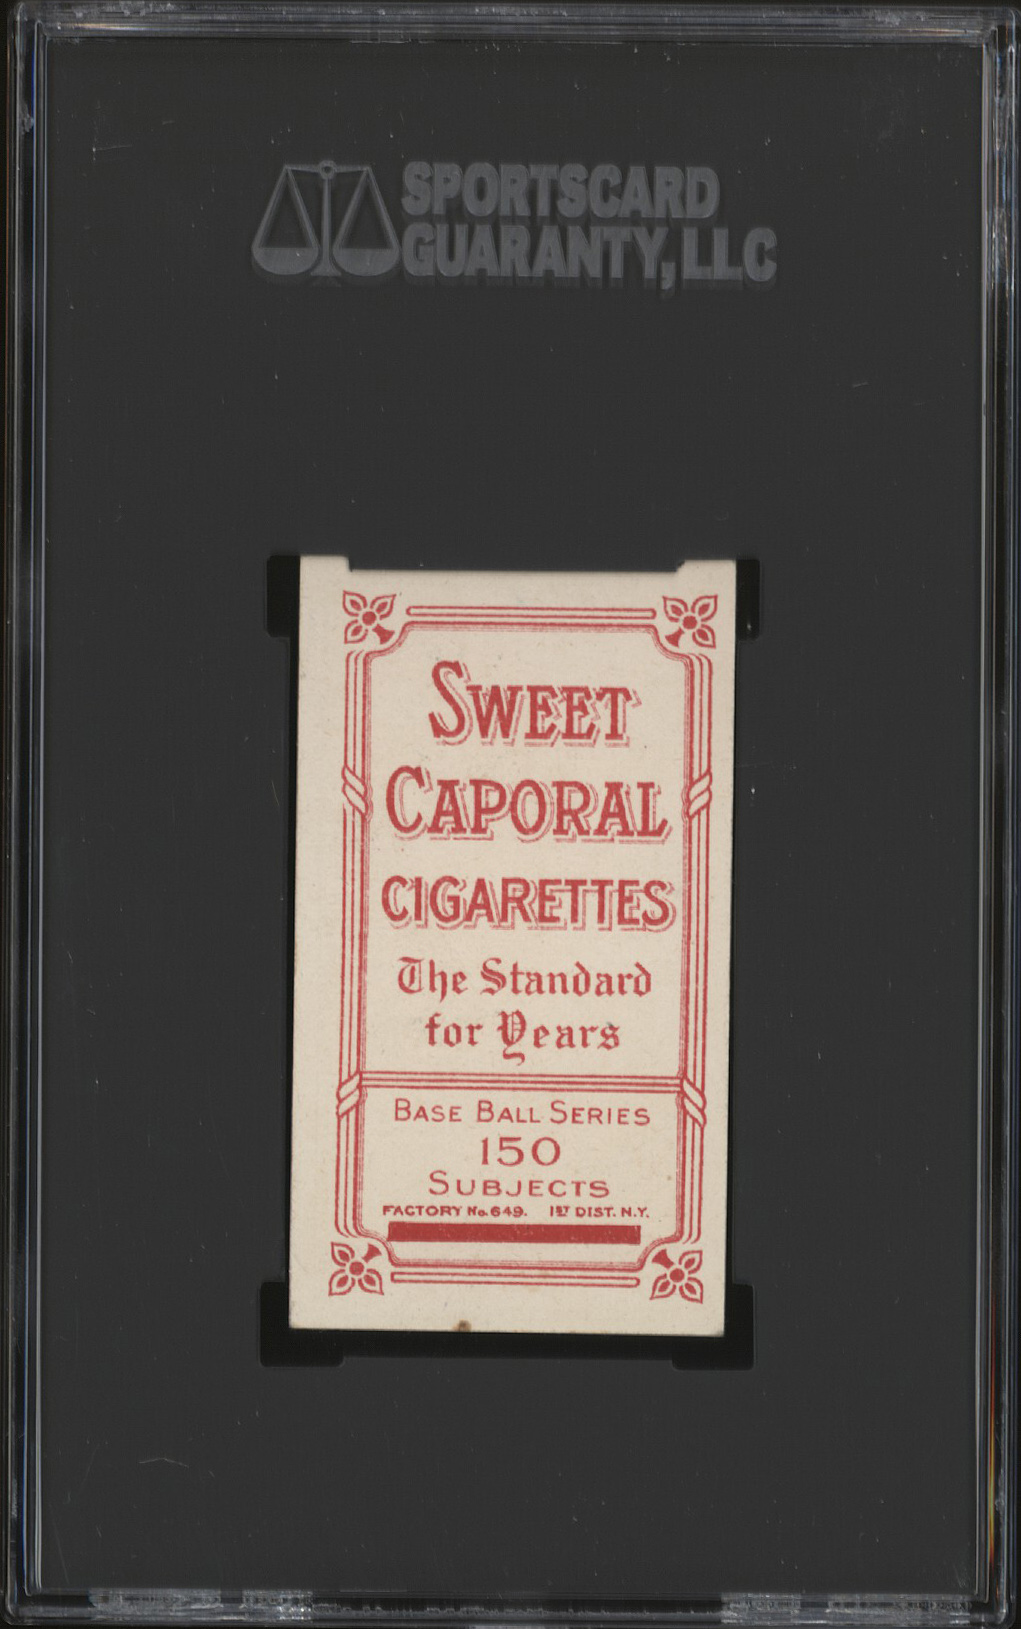 SPORTSCARD
GUARANTY, LLC
SWEET
CAPORAL
CIGARETTES
The Standard
for Years
BASE BALL SERIES
150
SUBJECTS
FACTORY No. 649. 1ST DIST. N.Y.